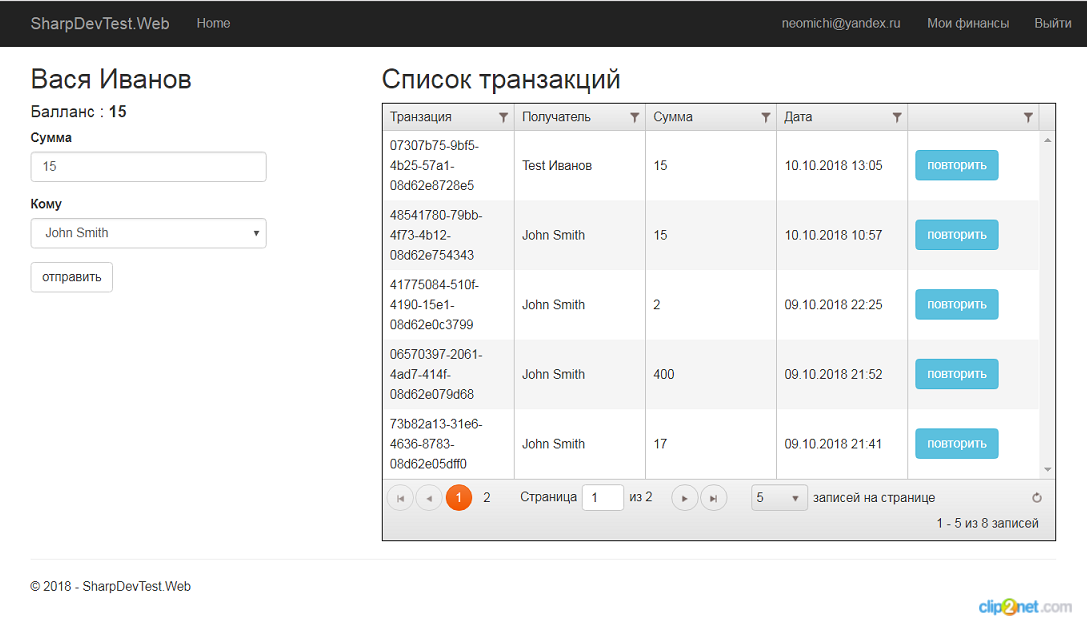 SharpDevTest.Web Home neomichi@yandex.ru Мои финансы Выйти
Вася Иванов
Балланс : 15
Сумма
15
Кому
John Smith
отправить
Список транзакций
Транзация Получатель Сумма Дата
07307b75-9bf5-
4b25-57a1-
08d62e8728e5
Test Иванов 15 10.10.2018 13:05 повторить
48541780-79bb-
4f73-4b12-
08d62e754343
John Smith 15 10.10.2018 10:57 повторить
41775084-510f-
4190-15e1-
08d62e0c3799
John Smith 2 09.10.2018 22:25 повторить
06570397-2061-
4ad7-414f-
08d62e079d68
John Smith 400 09.10.2018 21:52 повторить
73b82a13-31e6-
4636-8783-
08d62e05dff0
John Smith 17 09.10.2018 21:41 повторить
1 2 Страница 1 из 2 5 записей на странице
1 - 5 из 8 записей
© 2018 - SharpDevTest.Web
clip2net.com